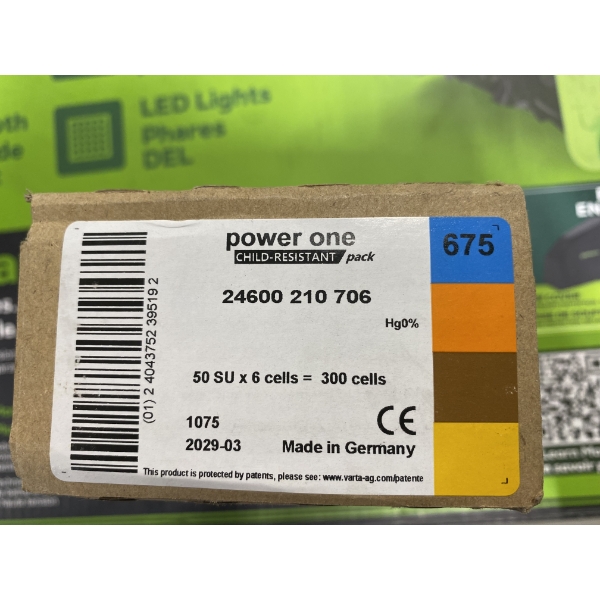 LED Lights
Phares
DEL
power one
CHILD-RESISTANT pack
675
24600 210 706
Hg0%
50 SU x 6 cells = 300 cells
1075
CE
2029-03 Made in Germany
This product is protected by patents, please see: www.varta-ag.com/patente
(01) 2 4043752 39519 2
EN